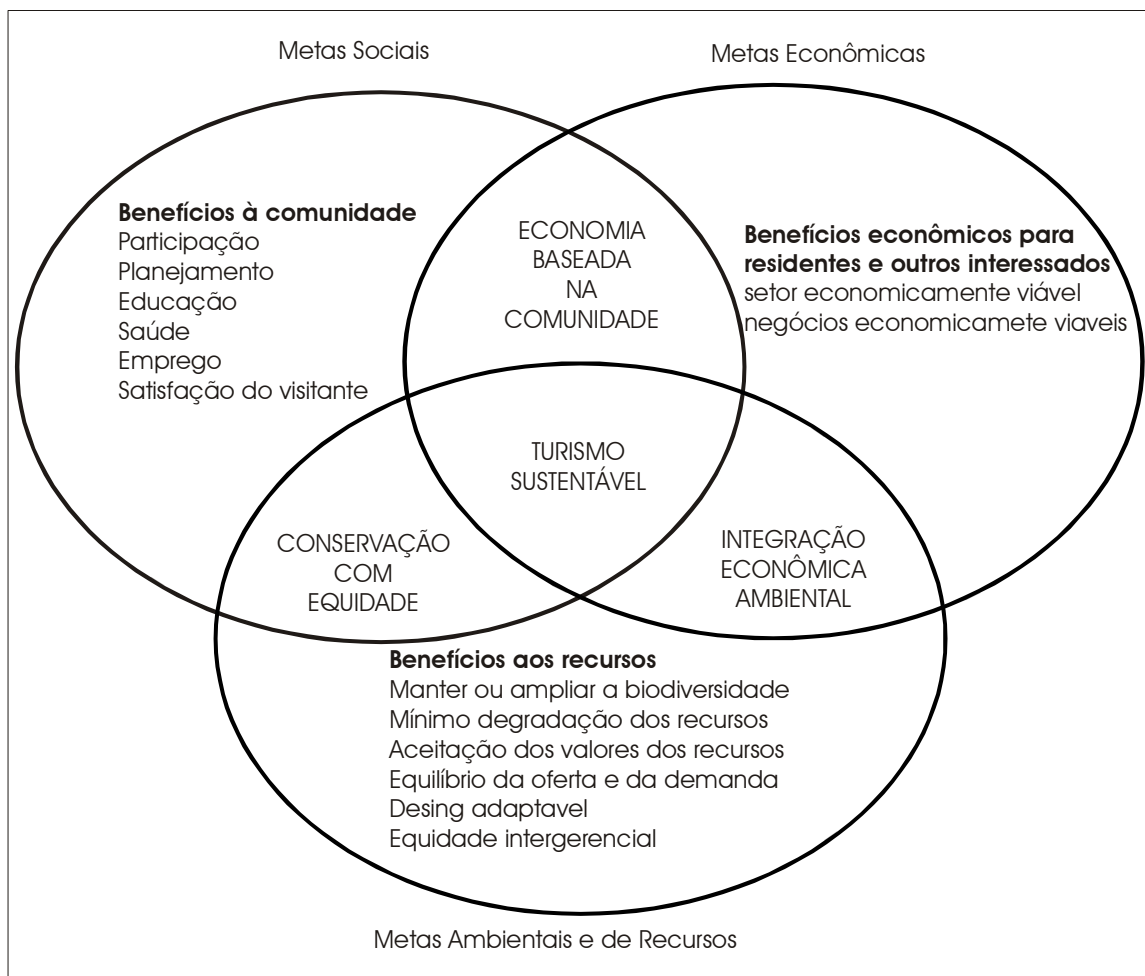 Metas Sociais
Metas Econômicas
Benefícios à comunidade
Participação
Planejamento
Educação
Saúde
Emprego
Satisfação do visitante
ECONOMIA
BASEADA
NA
COMUNIDADE
Benefícios econômicos para
residentes e outros interessados
setor economicamente viável
negócios economicamete viaveis
TURISMO
SUSTENTÁVEL
CONSERVAÇÃO
COM
EQUIDADE
INTEGRAÇÃO
ECONÔMICA
AMBIENTAL
Benefícios aos recursos
Manter ou ampliar a biodiversidade
Mínimo degradação dos recursos
Aceitação dos valores dos recursos
Equilíbrio da oferta e da demanda
Desing adaptavel
Equidade intergerencial
Metas Ambientais e de Recursos